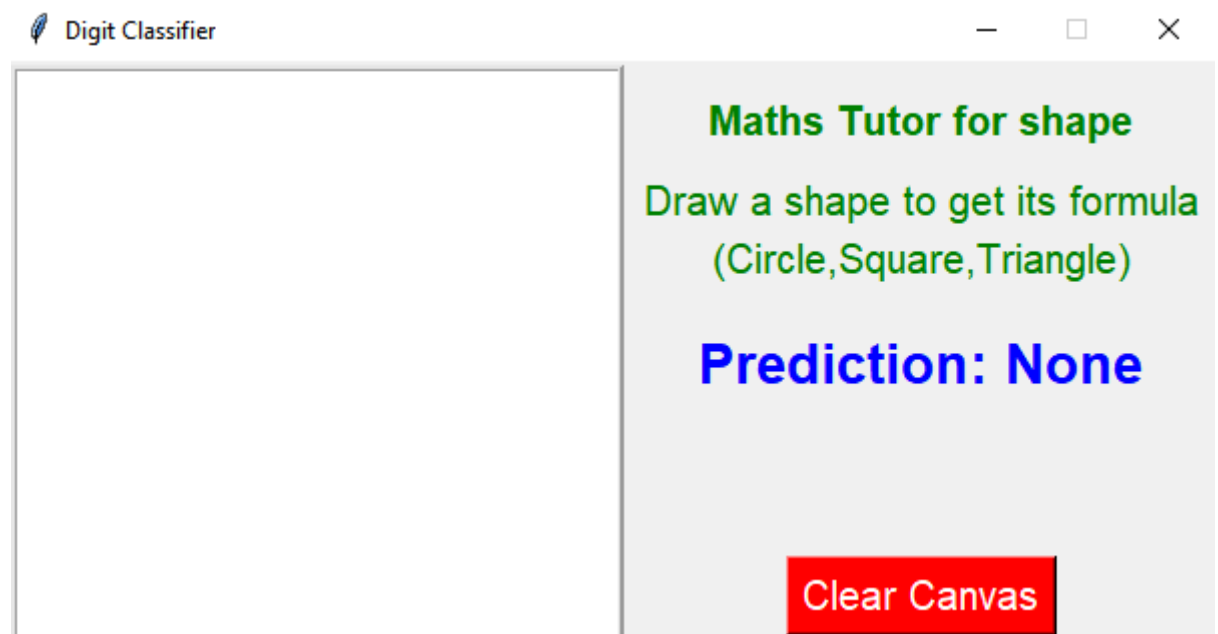 Digit Classifier
Maths Tutor for shape
Draw a shape to get its formula
(Circle,Square,Triangle)
Prediction: None
Clear Canvas